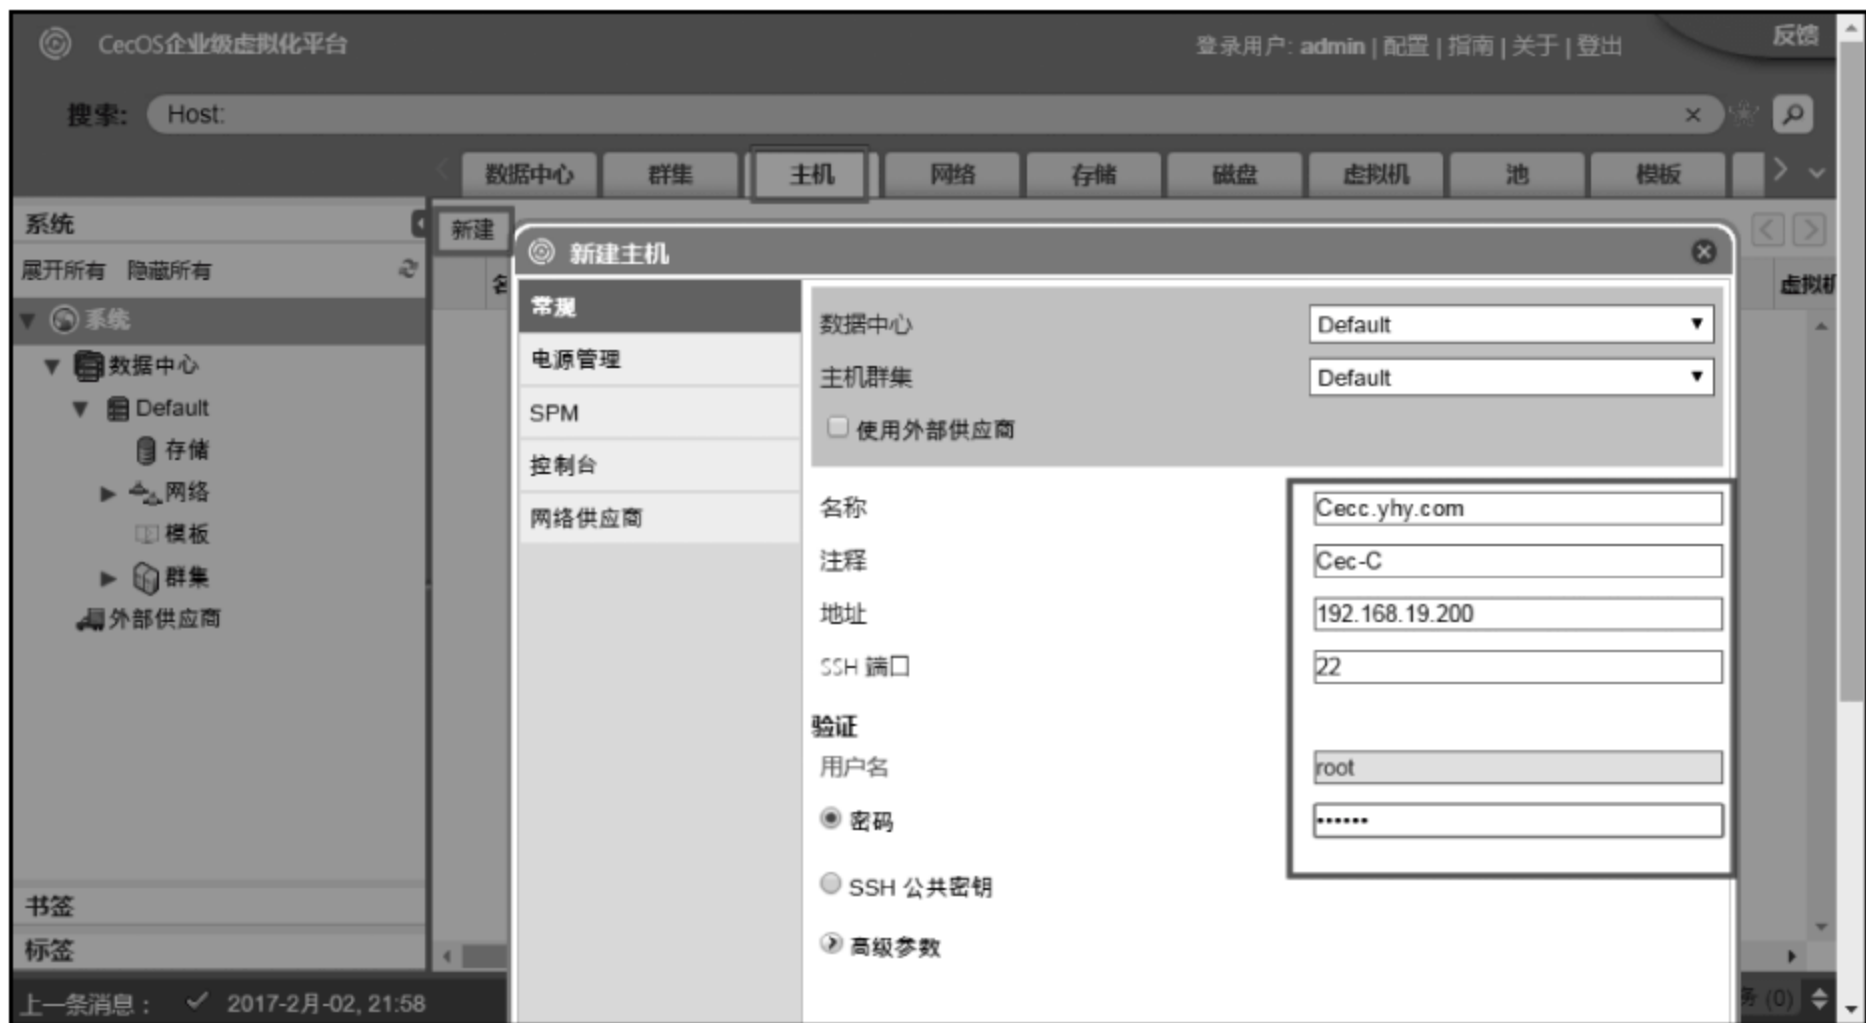 CecOS企业级虚拟化平台
登录用户: admin | 配置 | 指南 | 关于 | 登出
反馈
搜索:
Host:
数据中心
群集
主机
网络
存储
磁盘
虚拟机
池
模板
系统
展开所有 隐藏所有
系统
数据中心
Default
存储
网络
模板
群集
外部供应商
书签
标签
新建
虚拟机
新建主机
常规
电源管理
SPM
控制台
网络供应商
数据中心
Default
主机群集
Default
使用外部供应商
名称
Cecc.yhy.com
注释
Cec-C
地址
192.168.19.200
SSH 端口
22
验证
用户名
root
密码
••••••
SSH 公共密钥
高级参数
上一条消息: 2017-2月-02, 21:58
(0)